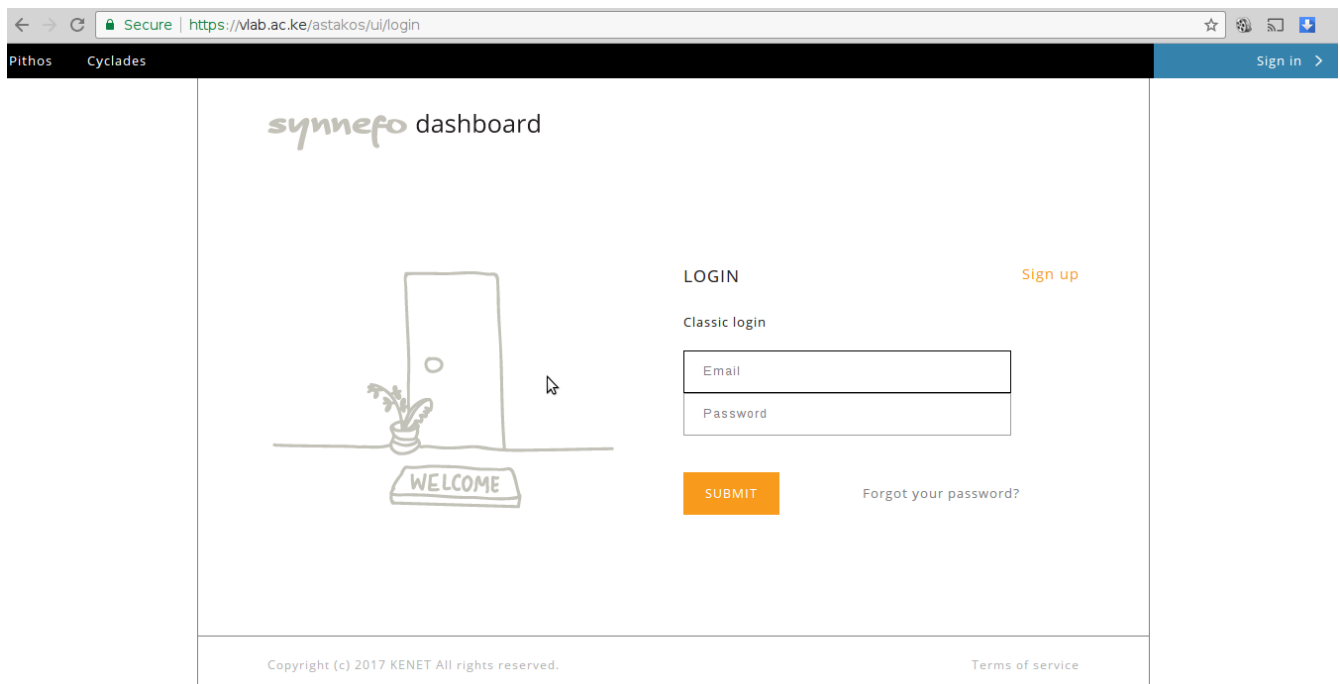 Secure | https://vlab.ac.ke/astakos/ui/login
Pithos Cyclades Sign in
synnefo dashboard
LOGIN Sign up
Classic login
Email
Password
WELCOME
SUBMIT Forgot your password?
Copyright (c) 2017 KENET All rights reserved. Terms of service